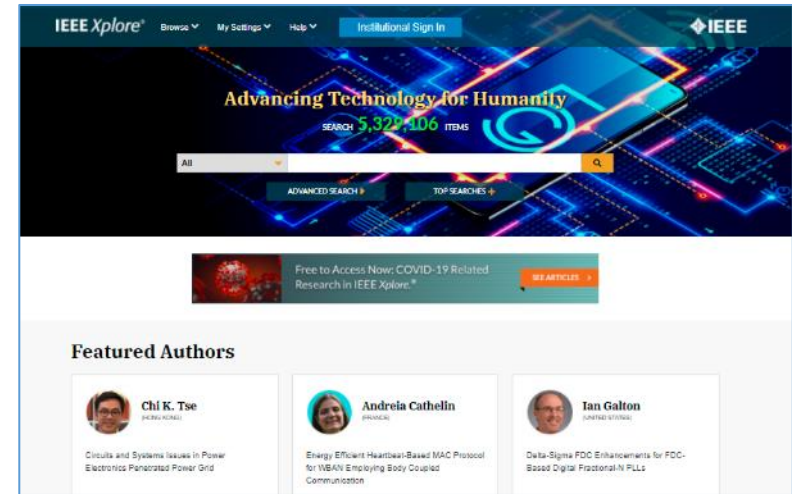 IEEE Xplore®
Browse
My Settings
Help
Institutional Sign In
IEEE
Advancing Technology for Humanity
SEARCH 5,329,106 ITEMS
All
ADVANCED SEARCH
TOP SEARCHES +
Free to Access Now: COVID-19 Related
Research in IEEE Xplore.®
SEE ARTICLES >
Featured Authors
Chi K. Tse
(HONG KONG)
Circuits and Systems Issues in Power
Electronics Penetrated Power Grid
Andreia Cathelin
(FRANCE)
Energy Efficient Heartbeat-Based MAC Protocol
for WBAN Employing Body Coupled
Communication
Ian Galton
(UNITED STATES)
Delta-Sigma FDC Enhancements for FDC-
Based Digital Fractional-N PLLs